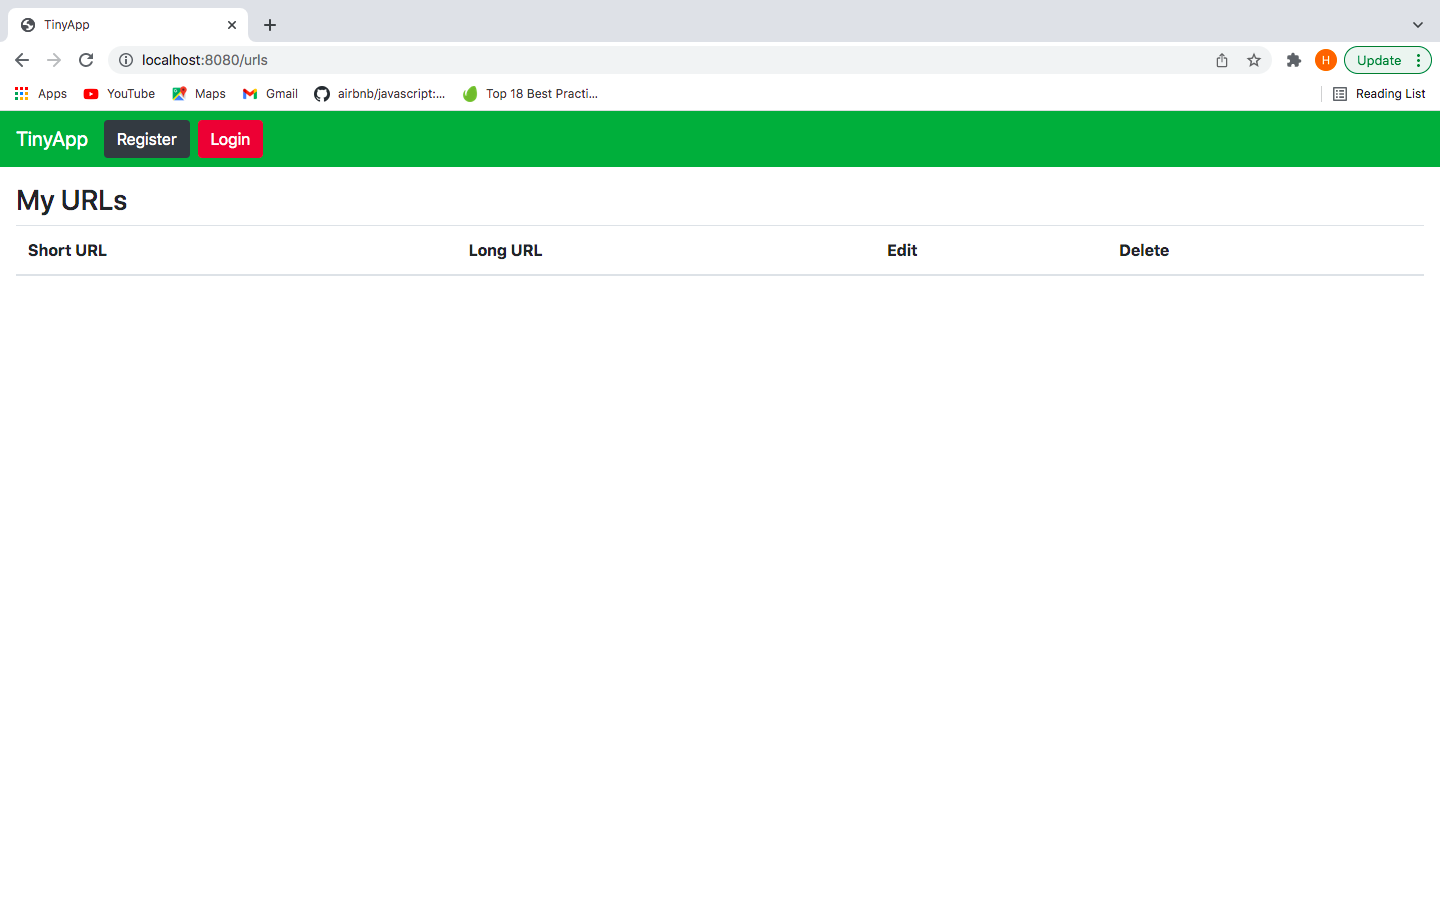 TinyApp
localhost:8080/urls
H
Update
Apps YouTube Maps Gmail airbnb/javascript:... Top 18 Best Practi... Reading List
TinyApp Register Login
My URLs
Short URL Long URL Edit Delete